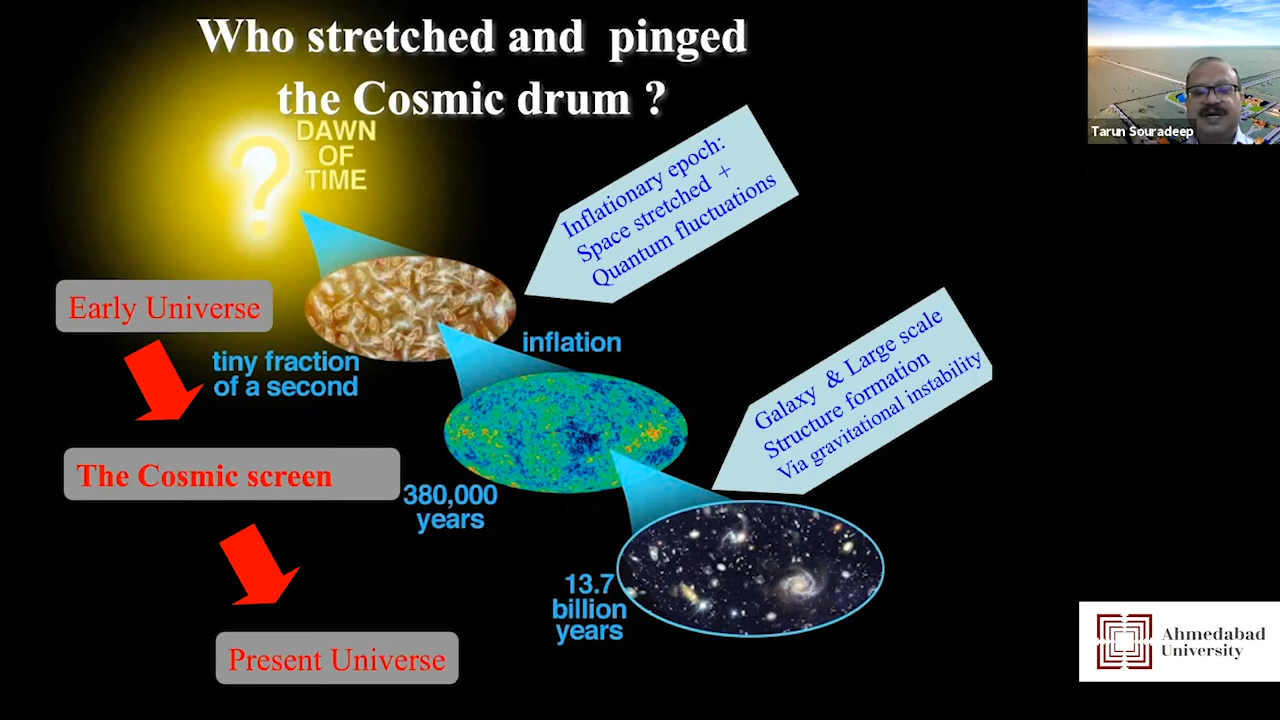 Who stretched and pinged
the Cosmic drum ?
DAWN
OF
TIME
Inflationary epoch:
Space stretched +
Quantum fluctuations
Early Universe
inflation
tiny fraction
of a second
Galaxy & Large scale
Structure formation
Via gravitational instability
The Cosmic screen
380,000
years
13.7
billion
years
Present Universe
Tarun Souradeep
Ahmedabad
University